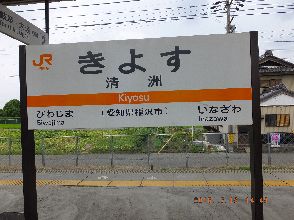 JR
きよす
清洲
Kiyosu
びわじま
Biwajima
(愛知県稲沢市)
いなざわ
Inazawa